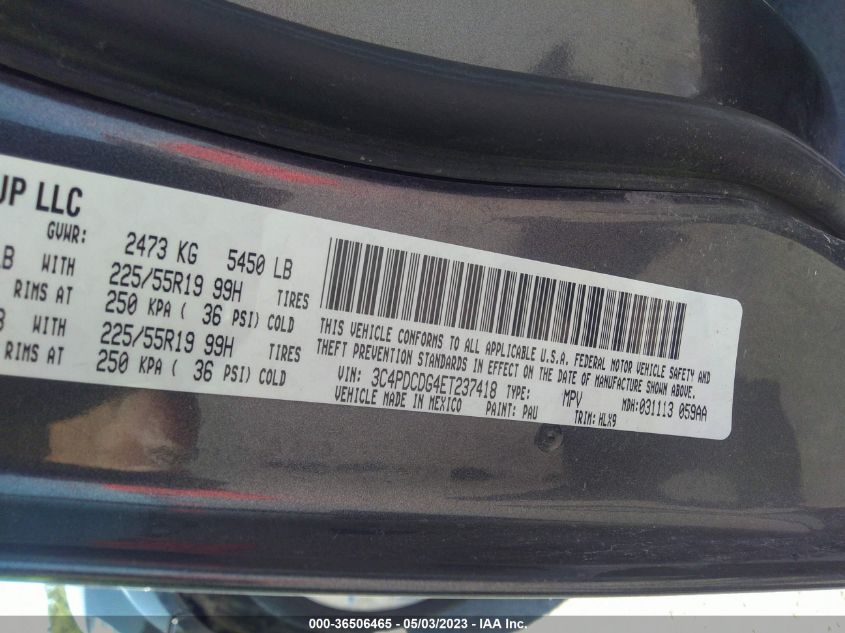 UP LLC
GVWR: 2473 KG 5450 LB
LB WITH 225/55R19 99H TIRES
RIMS AT 250 KPA ( 36 PSI) COLD
WITH 225/55R19 99H TIRES
RIMS AT 250 KPA ( 36 PSI) COLD
THIS VEHICLE CONFORMS TO ALL APPLICABLE U.S.A. FEDERAL MOTOR VEHICLE SAFETY AND
THEFT PREVENTION STANDARDS IN EFFECT ON THE DATE OF MANUFACTURE SHOWN ABOVE.
VIN: 3C4PDCDG4ET237418 TYPE: MPV MDH:031113 059AA
VEHICLE MADE IN MEXICO PAINT: PAU TRIM: HLX9
000-36506465 - 05/03/2023 - IAA Inc.